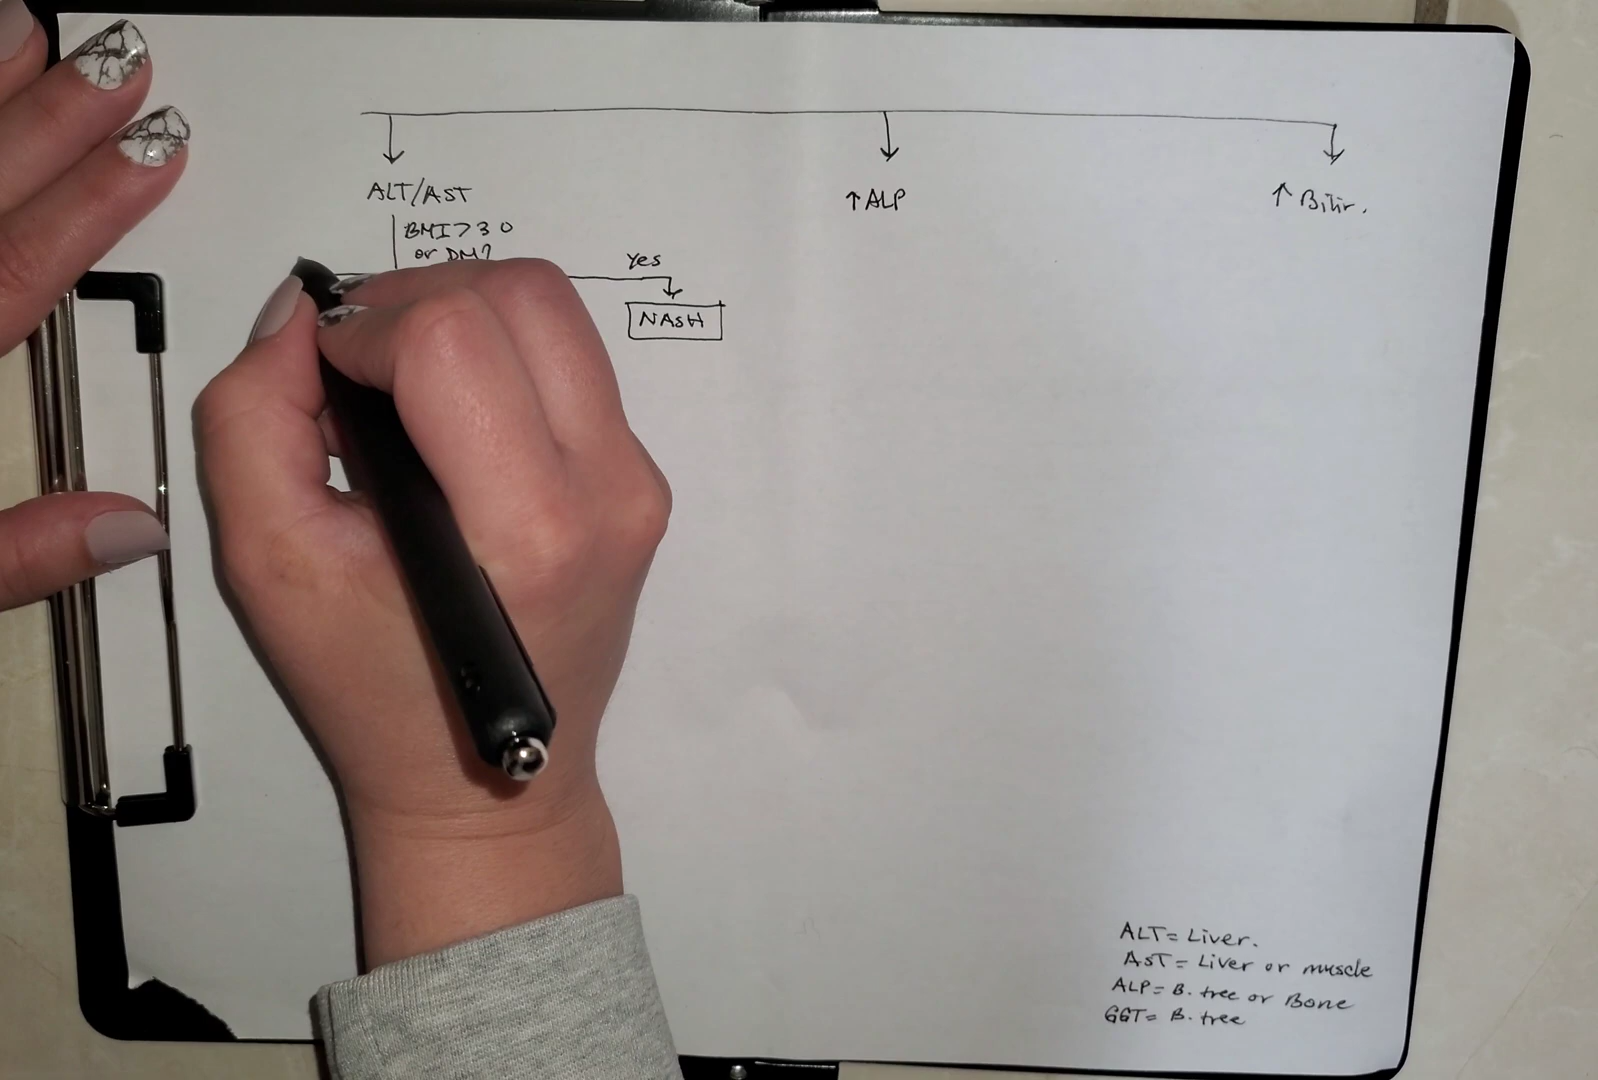 ALT/AST
↑ALP
↑ Bilir.
BMI>30
or DM?
Yes
NASH
ALT= Liver.
AST= Liver or muscle
ALP= B. tree or Bone
GGT= B. tree